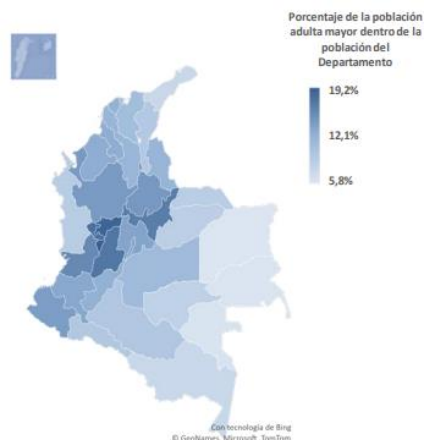 Porcentaje de la población
adulta mayor dentro de la
población del
Departamento
19,2%
12,1%
5,8%
Con tecnología de Bing
© GeoNames, Microsoft, TomTom